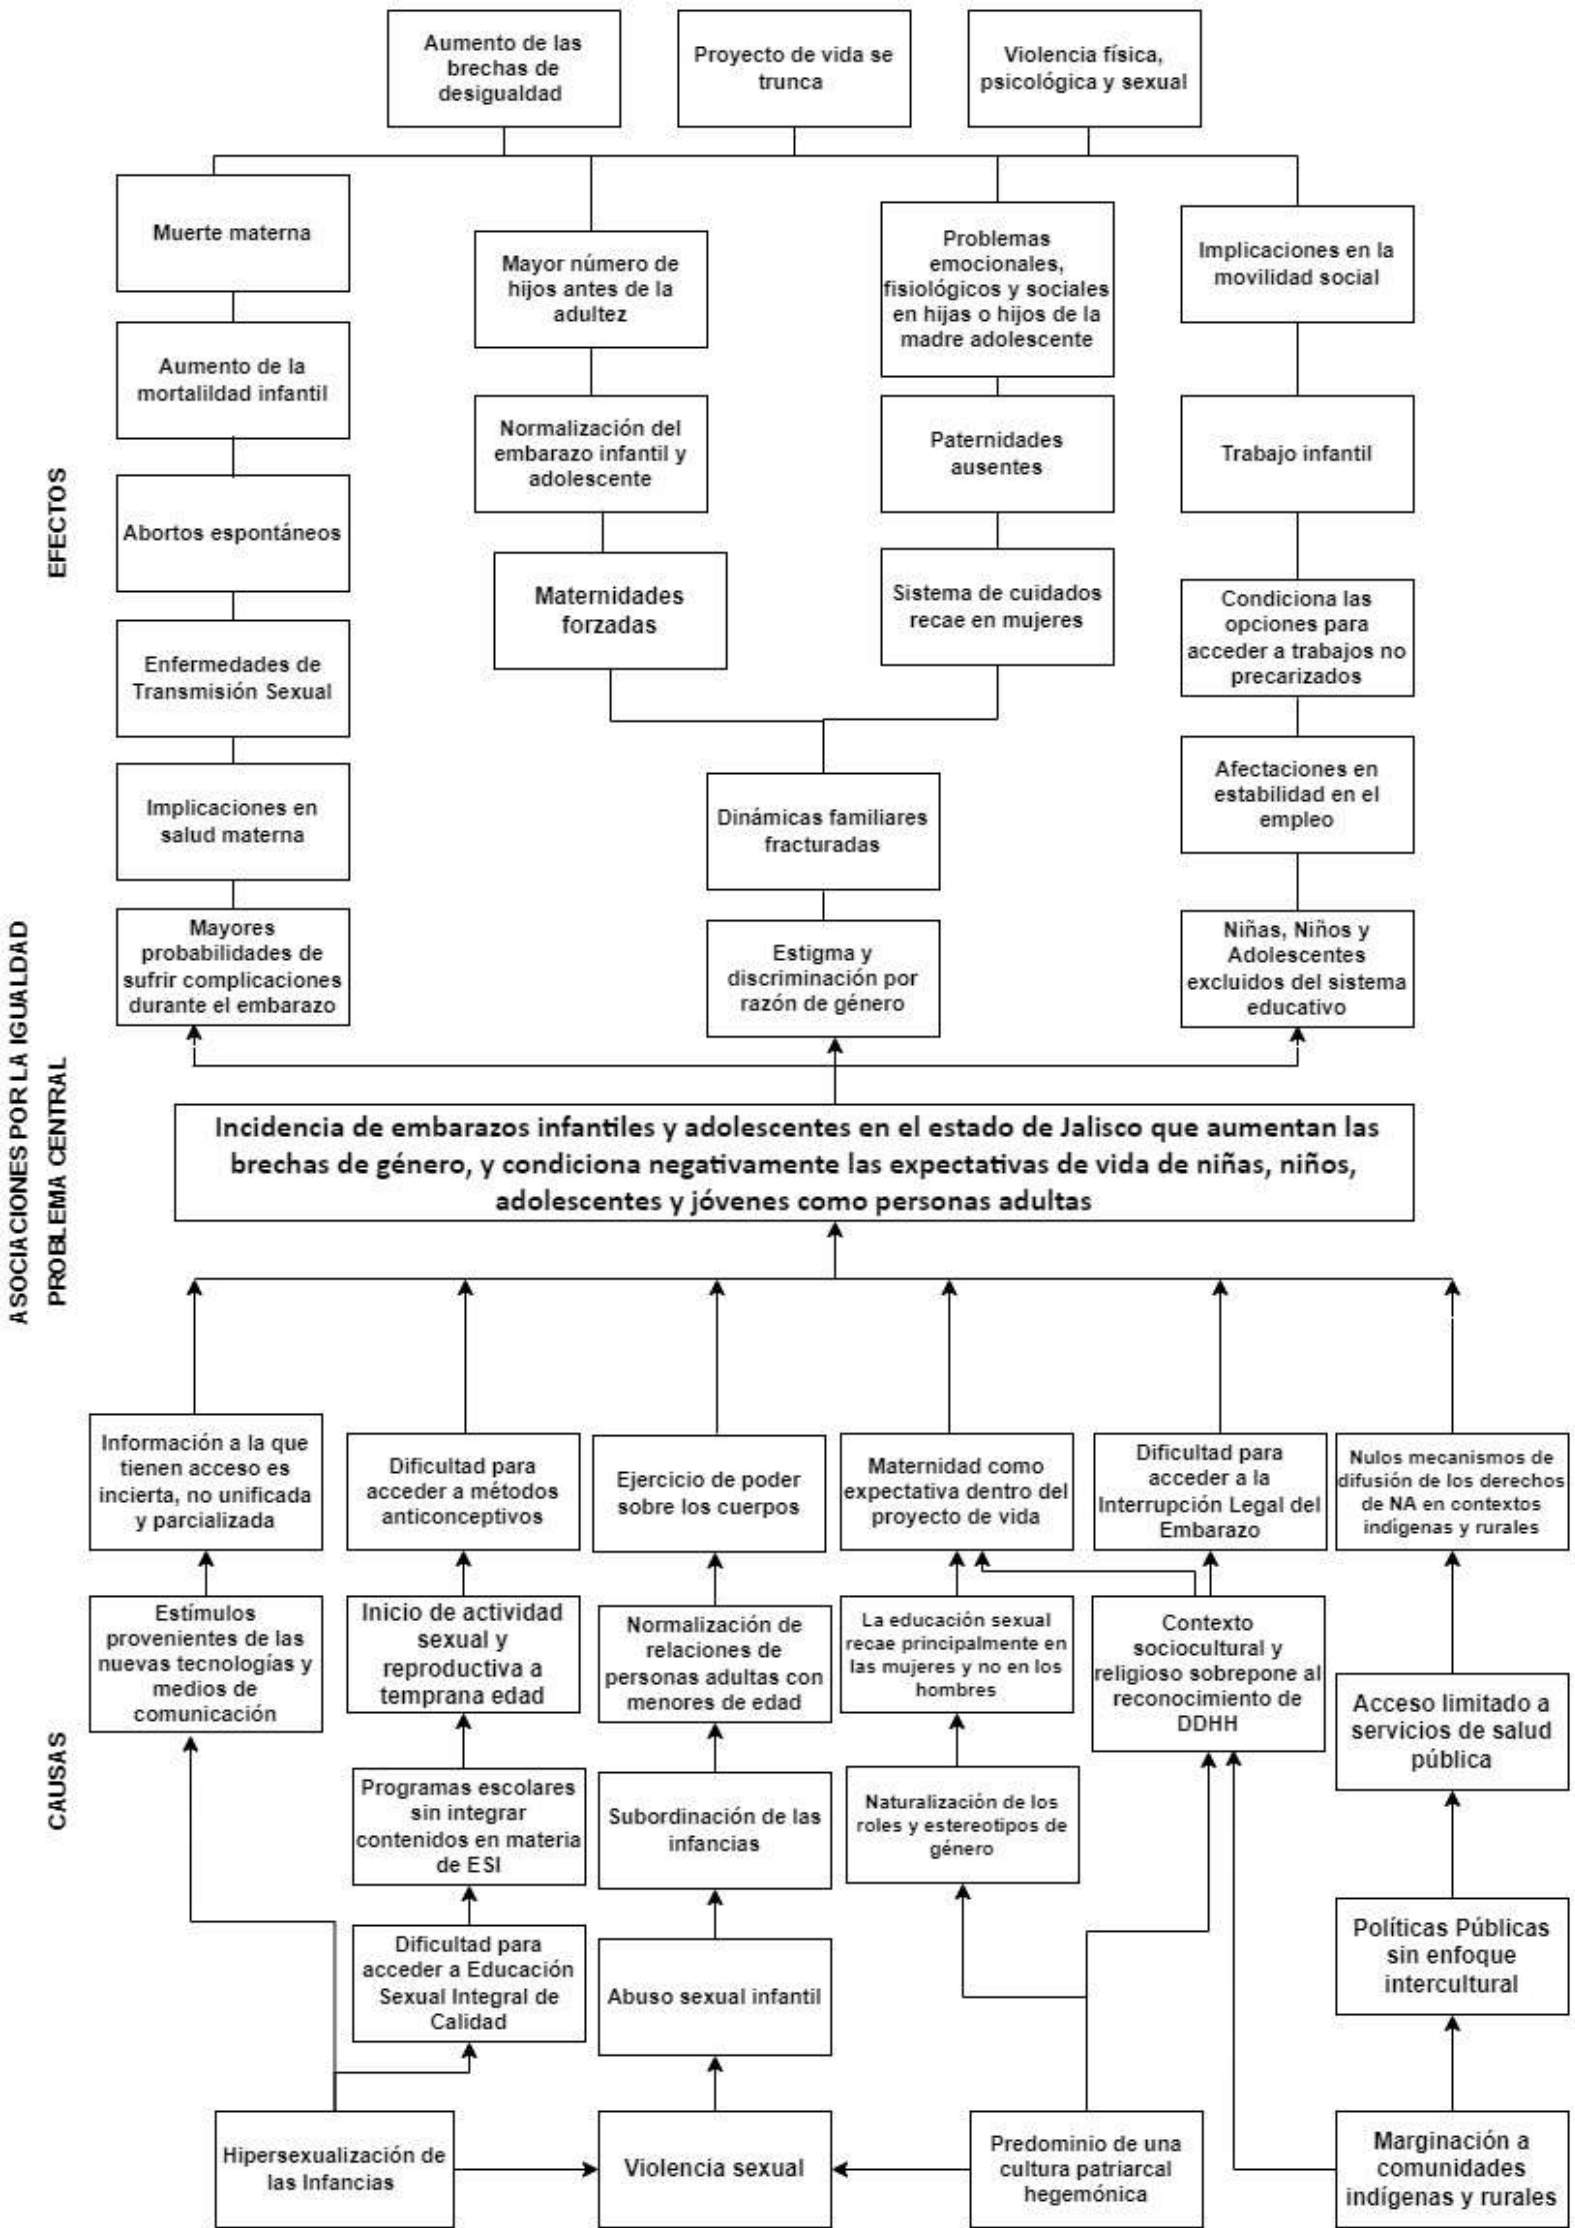 Aumento de las
brechas de
desigualdad
Proyecto de vida se
trunca
Violencia física,
psicológica y sexual
Muerte materna
Mayor número de
hijos antes de la
adultez
Problemas
emocionales,
fisiológicos y sociales
en hijas o hijos de la
madre adolescente
Implicaciones en la
movilidad social
Aumento de la
mortalildad infantil
Normalización del
embarazo infantil y
adolescente
Paternidades
ausentes
Trabajo infantil
EFECTOS
Abortos espontáneos
Maternidades
forzadas
Sistema de cuidados
recae en mujeres
Condiciona las
opciones para
acceder a trabajos no
precarizados
Enfermedades de
Transmisión Sexual
Implicaciones en
salud materna
Dinámicas familiares
fracturadas
Afectaciones en
estabilidad en el
empleo
Mayores
probabilidades de
sufrir complicaciones
durante el embarazo
Estigma y
discriminación por
razón de género
Niñas, Niños y
Adolescentes
excluidos del sistema
educativo
ASOCIACIONES POR LA IGUALDAD
PROBLEMA CENTRAL
Incidencia de embarazos infantiles y adolescentes en el estado de Jalisco que aumentan las
brechas de género, y condiciona negativamente las expectativas de vida de niñas, niños,
adolescentes y jóvenes como personas adultas
Información a la que
tienen acceso es
incierta, no unificada
y parcializada
Dificultad para
acceder a métodos
anticonceptivos
Ejercicio de poder
sobre los cuerpos
Maternidad como
expectativa dentro del
proyecto de vida
Dificultad para
acceder a la
Interrupción Legal del
Embarazo
Nulos mecanismos de
difusión de los derechos
de NA en contextos
indígenas y rurales
Estímulos
provenientes de las
nuevas tecnologías y
medios de
comunicación
Inicio de actividad
sexual y
reproductiva a
temprana edad
Normalización de
relaciones de
personas adultas con
menores de edad
La educación sexual
recae principalmente en
las mujeres y no en los
hombres
Contexto
sociocultural y
religioso sobrepone al
reconocimiento de
DDHH
Acceso limitado a
servicios de salud
pública
CAUSAS
Programas escolares
sin integrar
contenidos en materia
de ESI
Subordinación de las
infancias
Naturalización de los
roles y estereotipos de
género
Dificultad para
acceder a Educación
Sexual Integral de
Calidad
Abuso sexual infantil
Políticas Públicas
sin enfoque
intercultural
Hipersexualización de
las Infancias
Violencia sexual
Predominio de una
cultura patriarcal
hegemónica
Marginación a
comunidades
indígenas y rurales